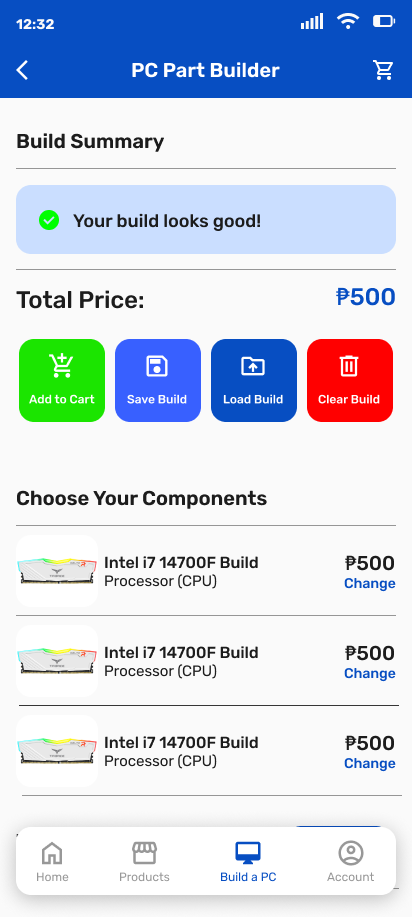 12:32
PC Part Builder
Build Summary
Your build looks good!
Total Price:
₱500
Add to Cart
Save Build
Load Build
Clear Build
Choose Your Components
Intel i7 14700F Build
₱500
Processor (CPU)
Change
Intel i7 14700F Build
₱500
Processor (CPU)
Change
Intel i7 14700F Build
₱500
Processor (CPU)
Change
Home
Products
Build a PC
Account